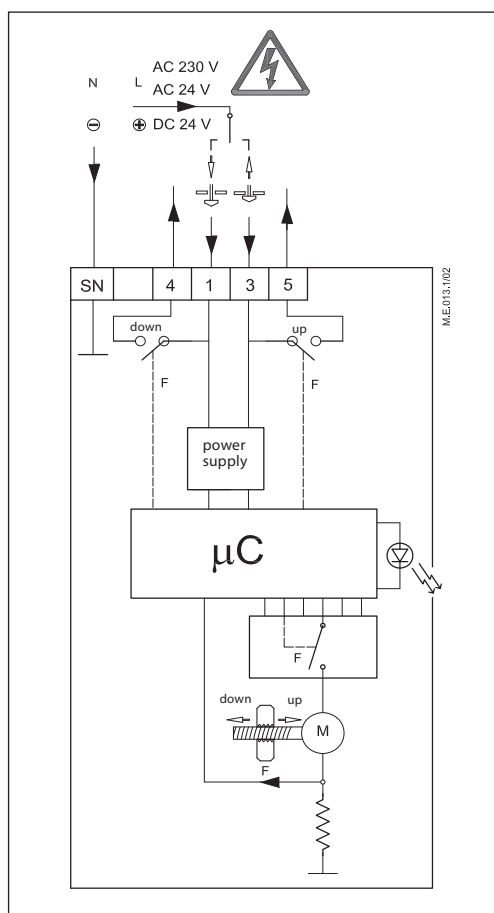 AC 230 V
N L AC 24 V
⊖ ⊕ DC 24 V
SN 4 1 3 5
M.E.013.1/02
down up
F F
power
supply
µC
F
down up
M
F